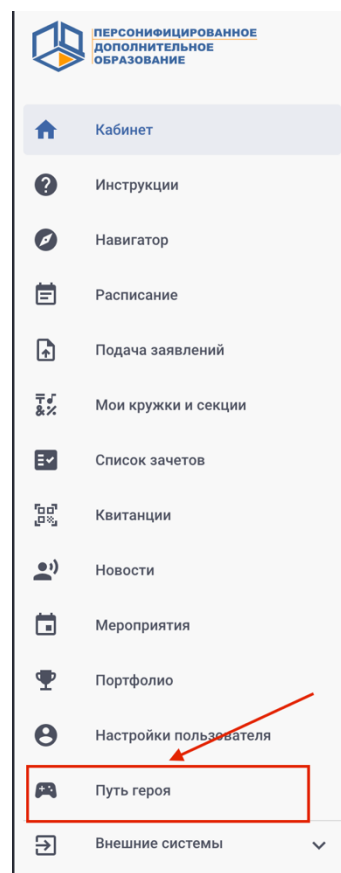 ПЕРСОНИФИЦИРОВАННОЕ
ДОПОЛНИТЕЛЬНОЕ
ОБРАЗОВАНИЕ
Кабинет
Инструкции
Навигатор
Расписание
Подача заявлений
Мои кружки и секции
Список зачетов
Квитанции
Новости
Мероприятия
Портфолио
Настройки пользователя
Путь героя
Внешние системы